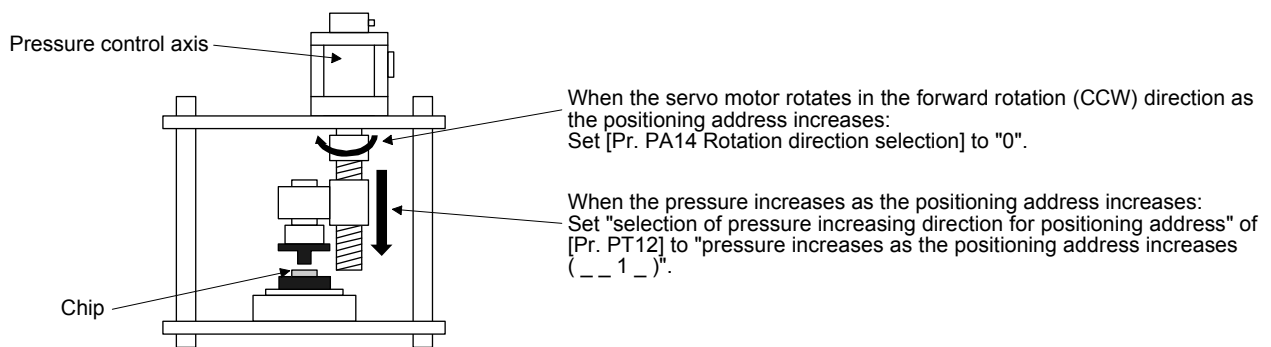 Pressure control axis
When the servo motor rotates in the forward rotation (CCW) direction as
the positioning address increases:
Set [Pr. PA14 Rotation direction selection] to "0".
When the pressure increases as the positioning address increases:
Set "selection of pressure increasing direction for positioning address" of
[Pr. PT12] to "pressure increases as the positioning address increases
( _ _ 1 _ )".
Chip